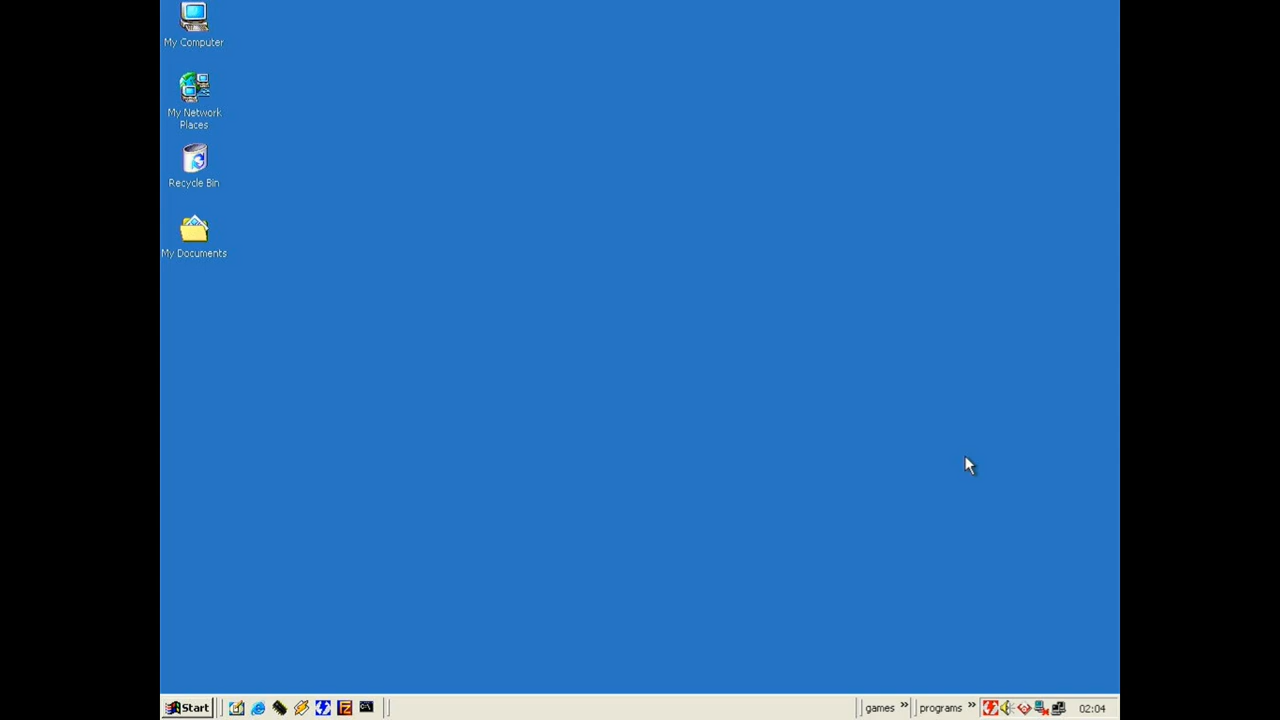 My Computer
My Network
Places
Recycle Bin
My Documents
Start
games »
programs »
02:04